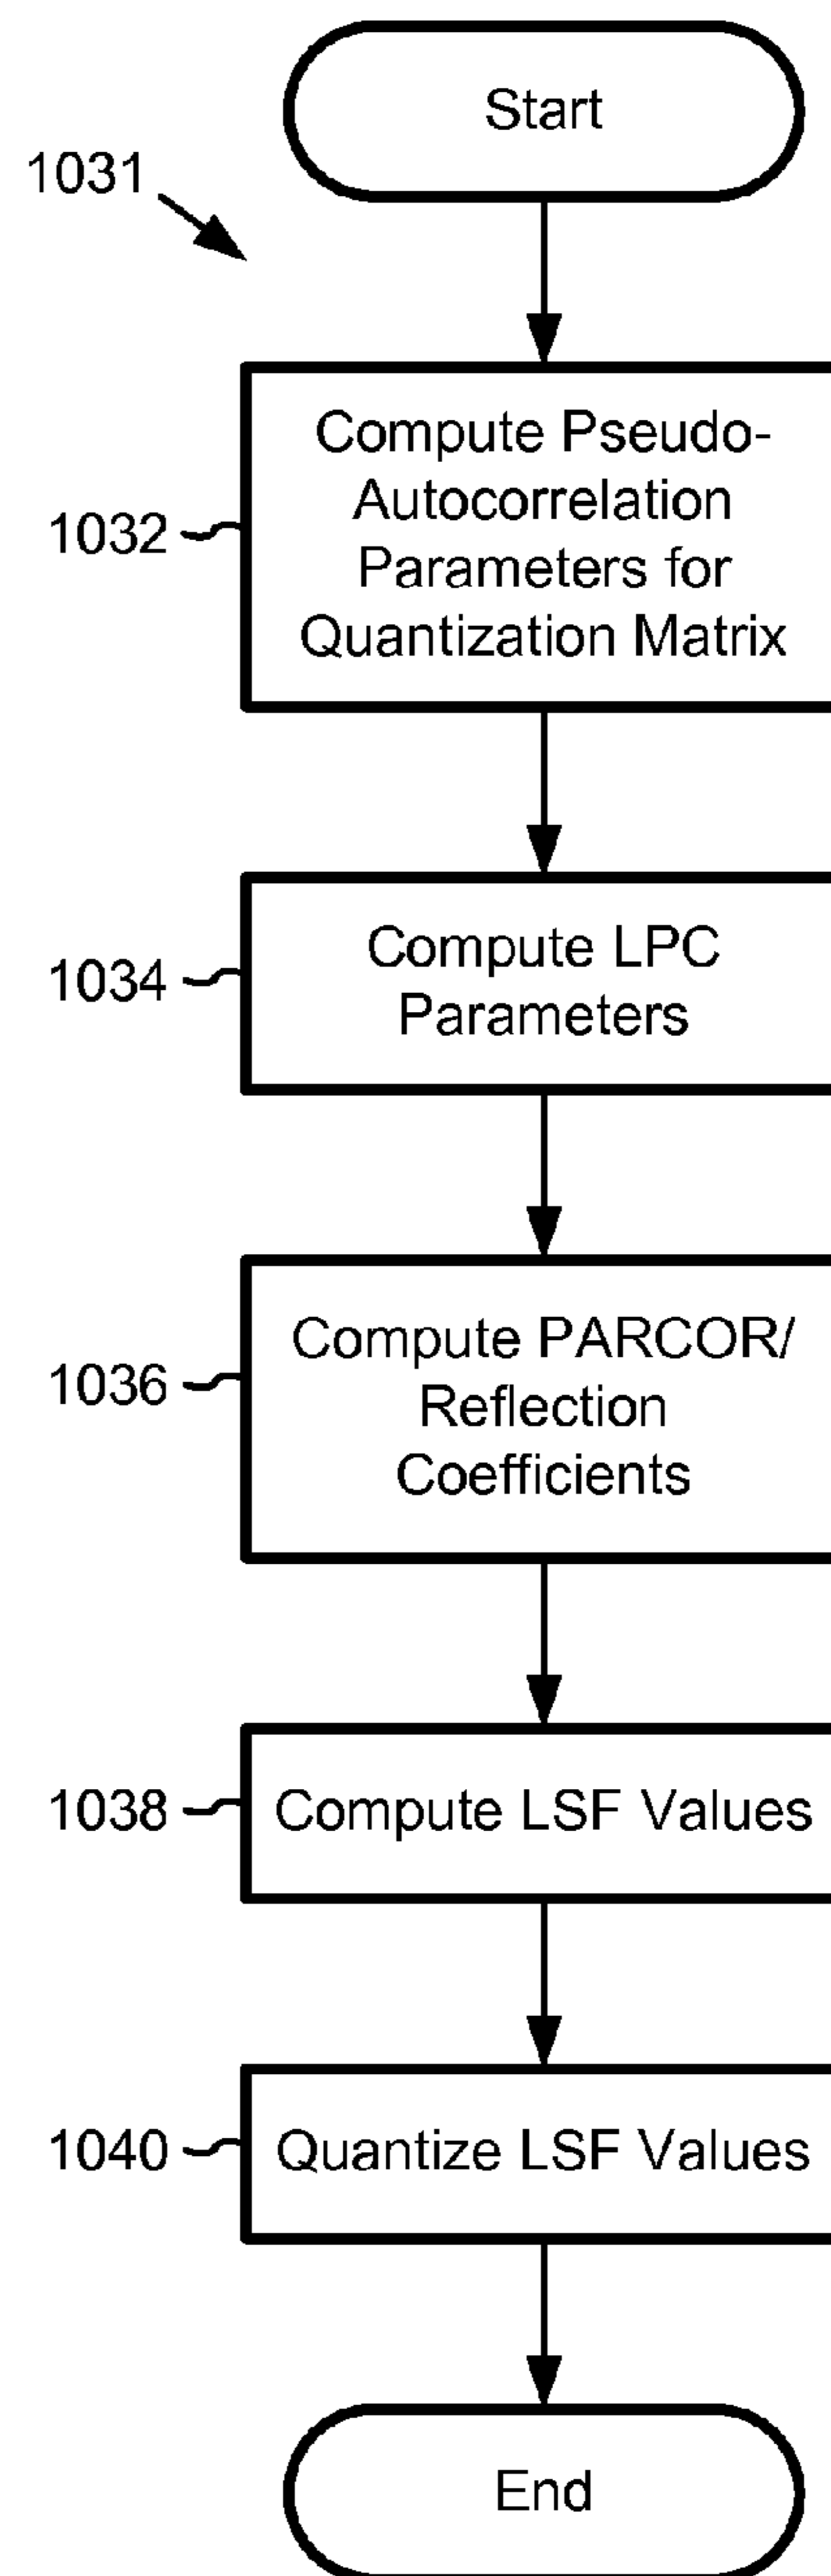 Start
1031
Compute Pseudo-
Autocorrelation
Parameters for
Quantization Matrix
1032
Compute LPC
Parameters
1034
Compute PARCOR/
Reflection
Coefficients
1036
Compute LSF Values
1038
Quantize LSF Values
1040
End